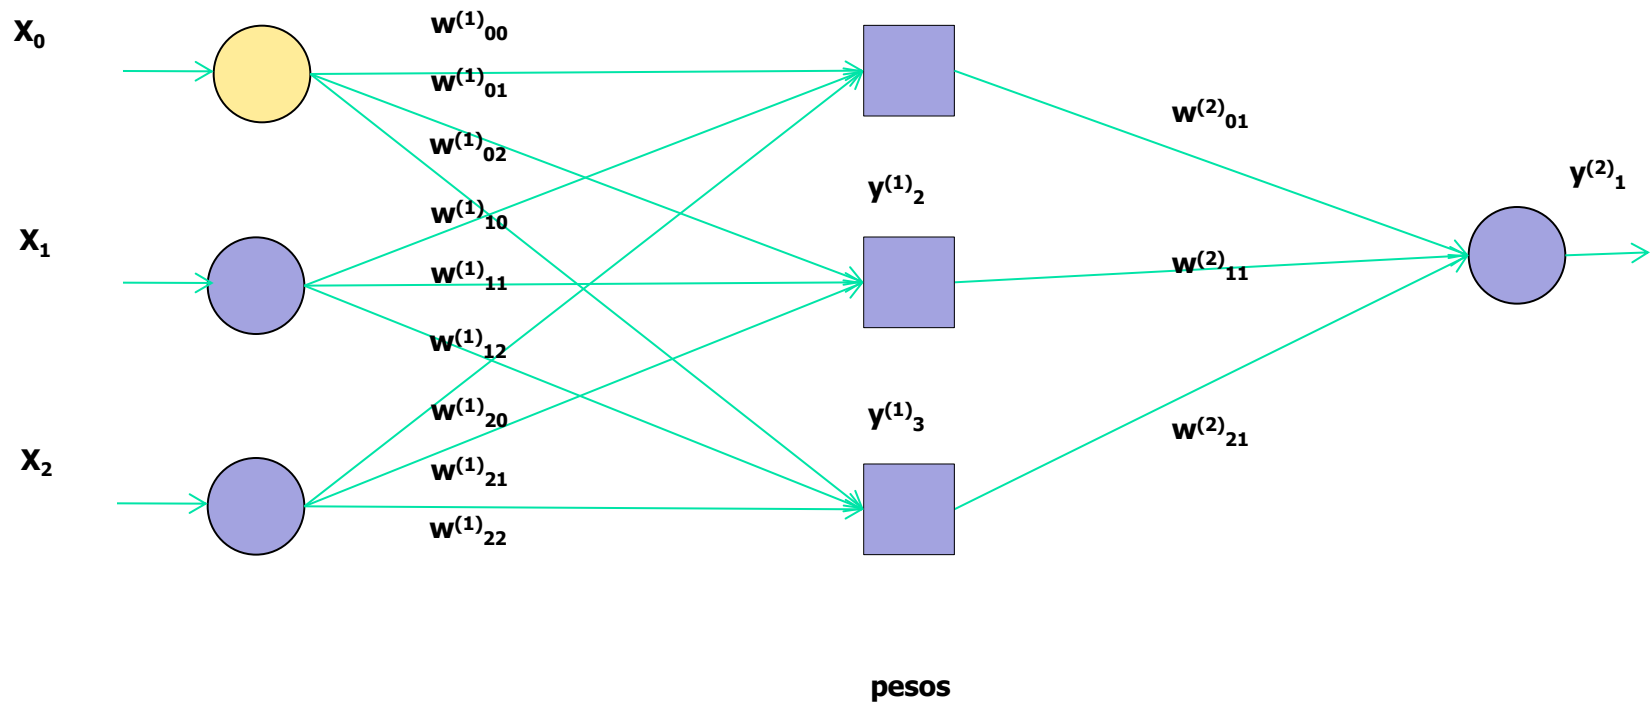 X₀
w⁽¹⁾₀₀
w⁽¹⁾₀₁
w⁽¹⁾₀₂
w⁽¹⁾₁₀
X₁
w⁽¹⁾₁₁
w⁽¹⁾₁₂
w⁽¹⁾₂₀
X₂
w⁽¹⁾₂₁
w⁽¹⁾₂₂
y⁽¹⁾₂
y⁽¹⁾₃
w⁽²⁾₀₁
w⁽²⁾₁₁
w⁽²⁾₂₁
y⁽²⁾₁
pesos